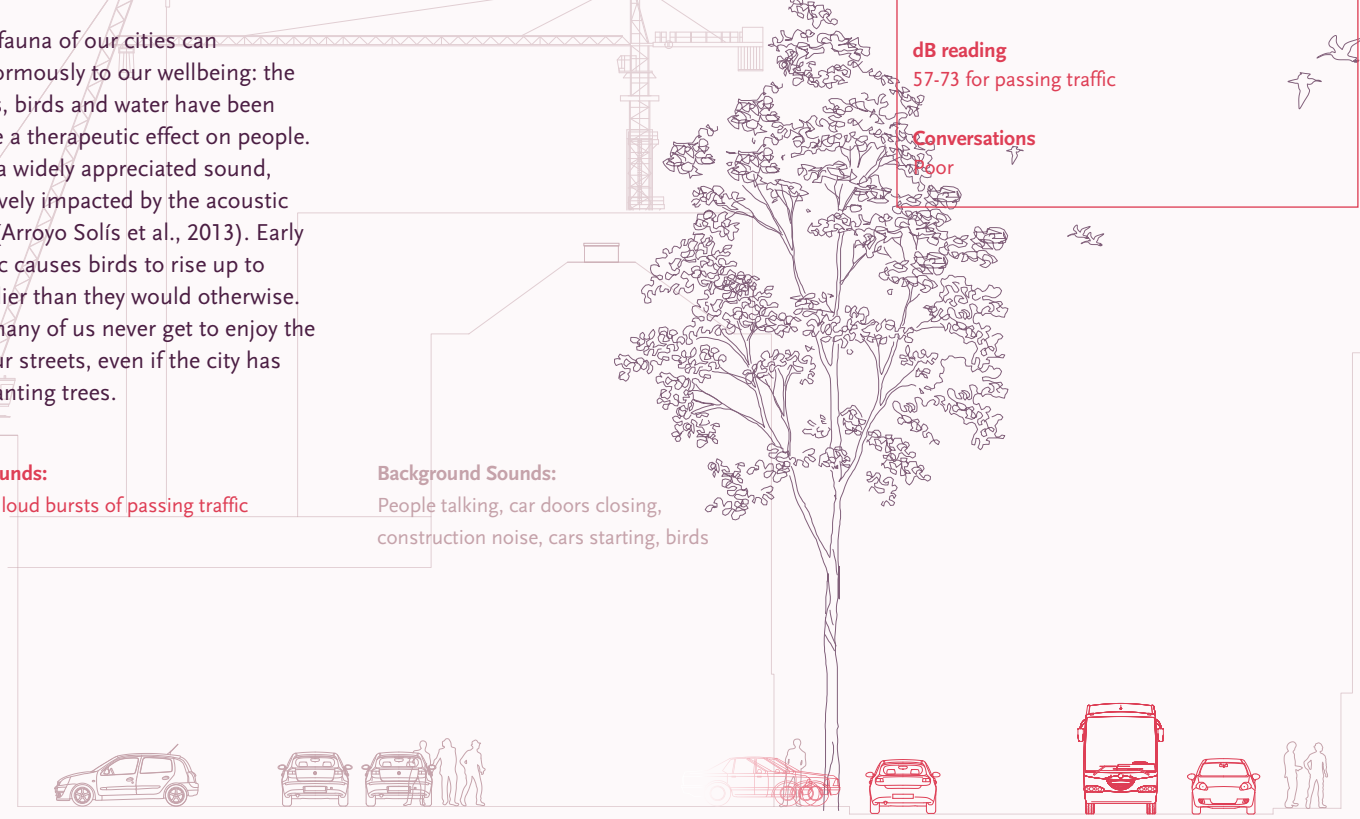 fauna of our cities can
ormously to our wellbeing: the
s, birds and water have been
e a therapeutic effect on people.
a widely appreciated sound,
vely impacted by the acoustic
(Arroyo Solís et al., 2013). Early
c causes birds to rise up to
lier than they would otherwise.
many of us never get to enjoy the
ur streets, even if the city has
anting trees.
dB reading
57-73 for passing traffic
Conversations
Poor
unds:
loud bursts of passing traffic
Background Sounds:
People talking, car doors closing,
construction noise, cars starting, birds